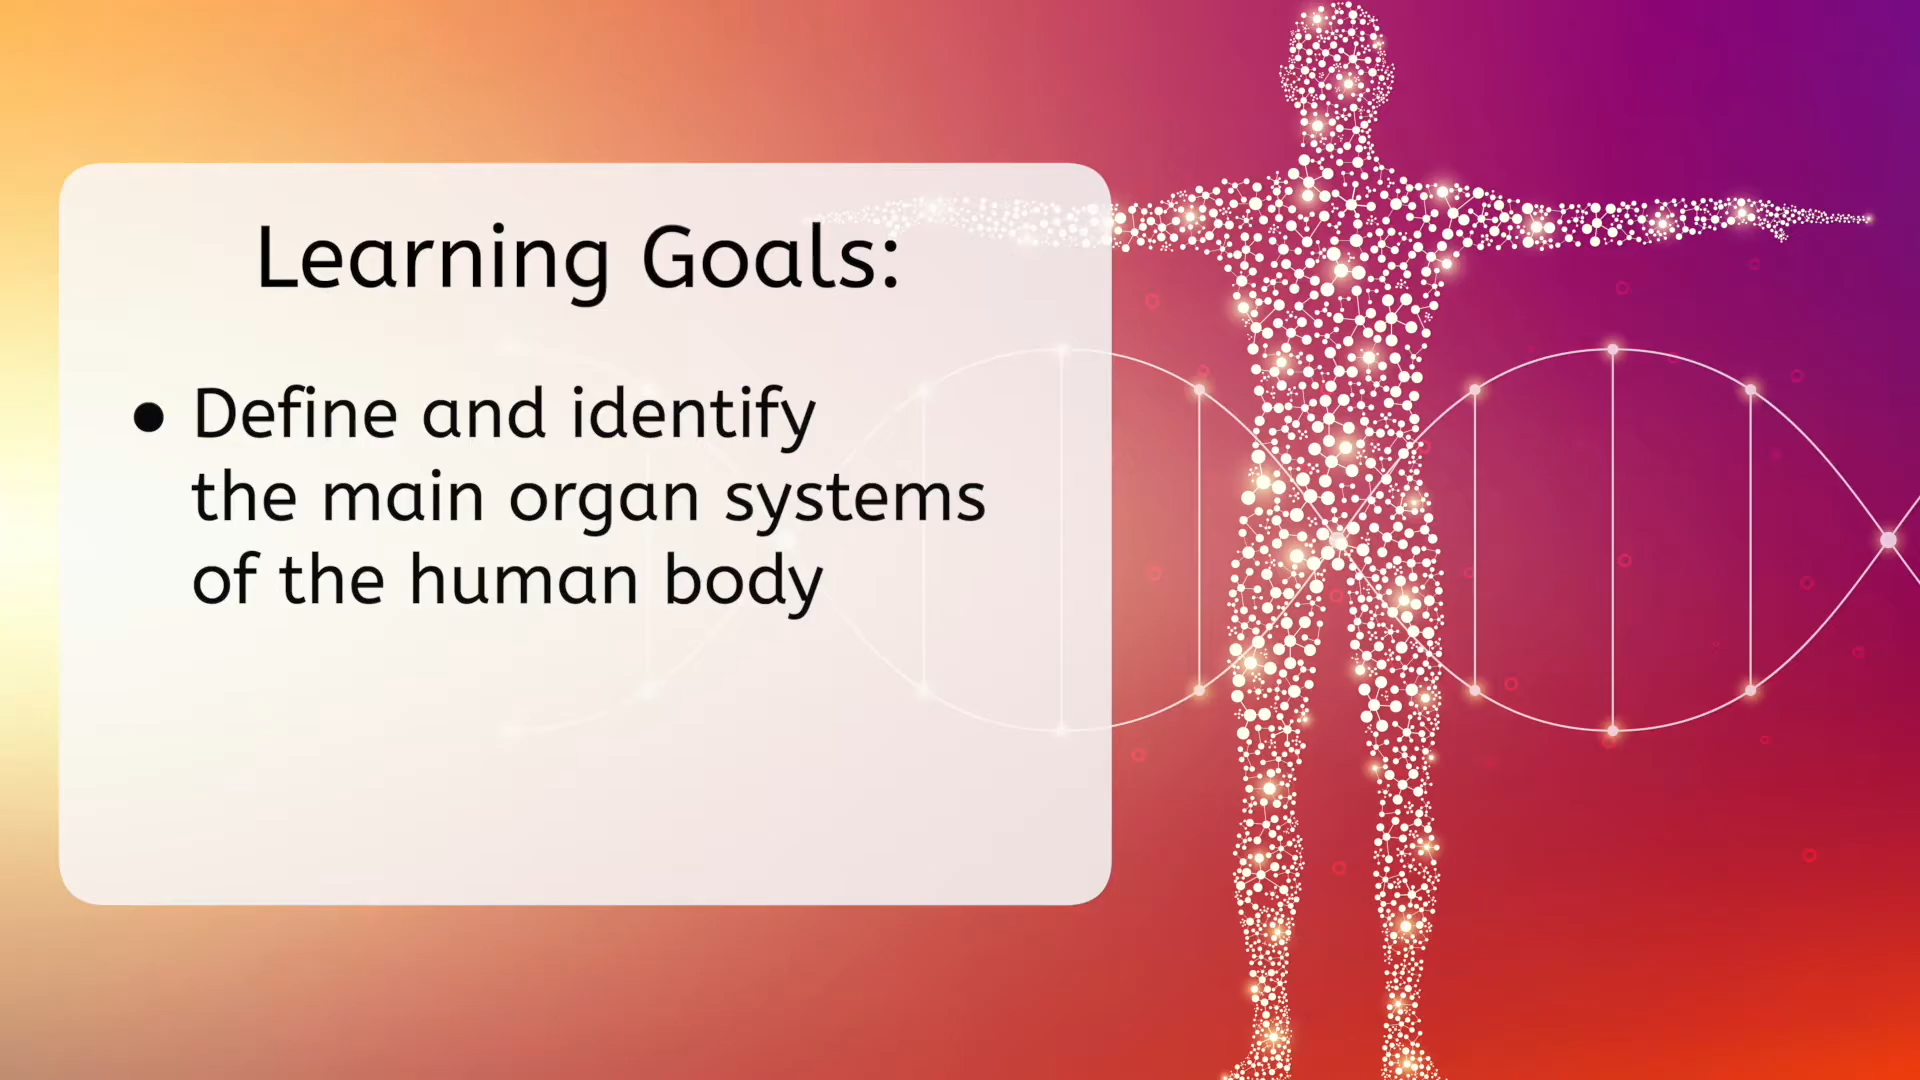 Learning Goals:
● Define and identify
the main organ systems
of the human body